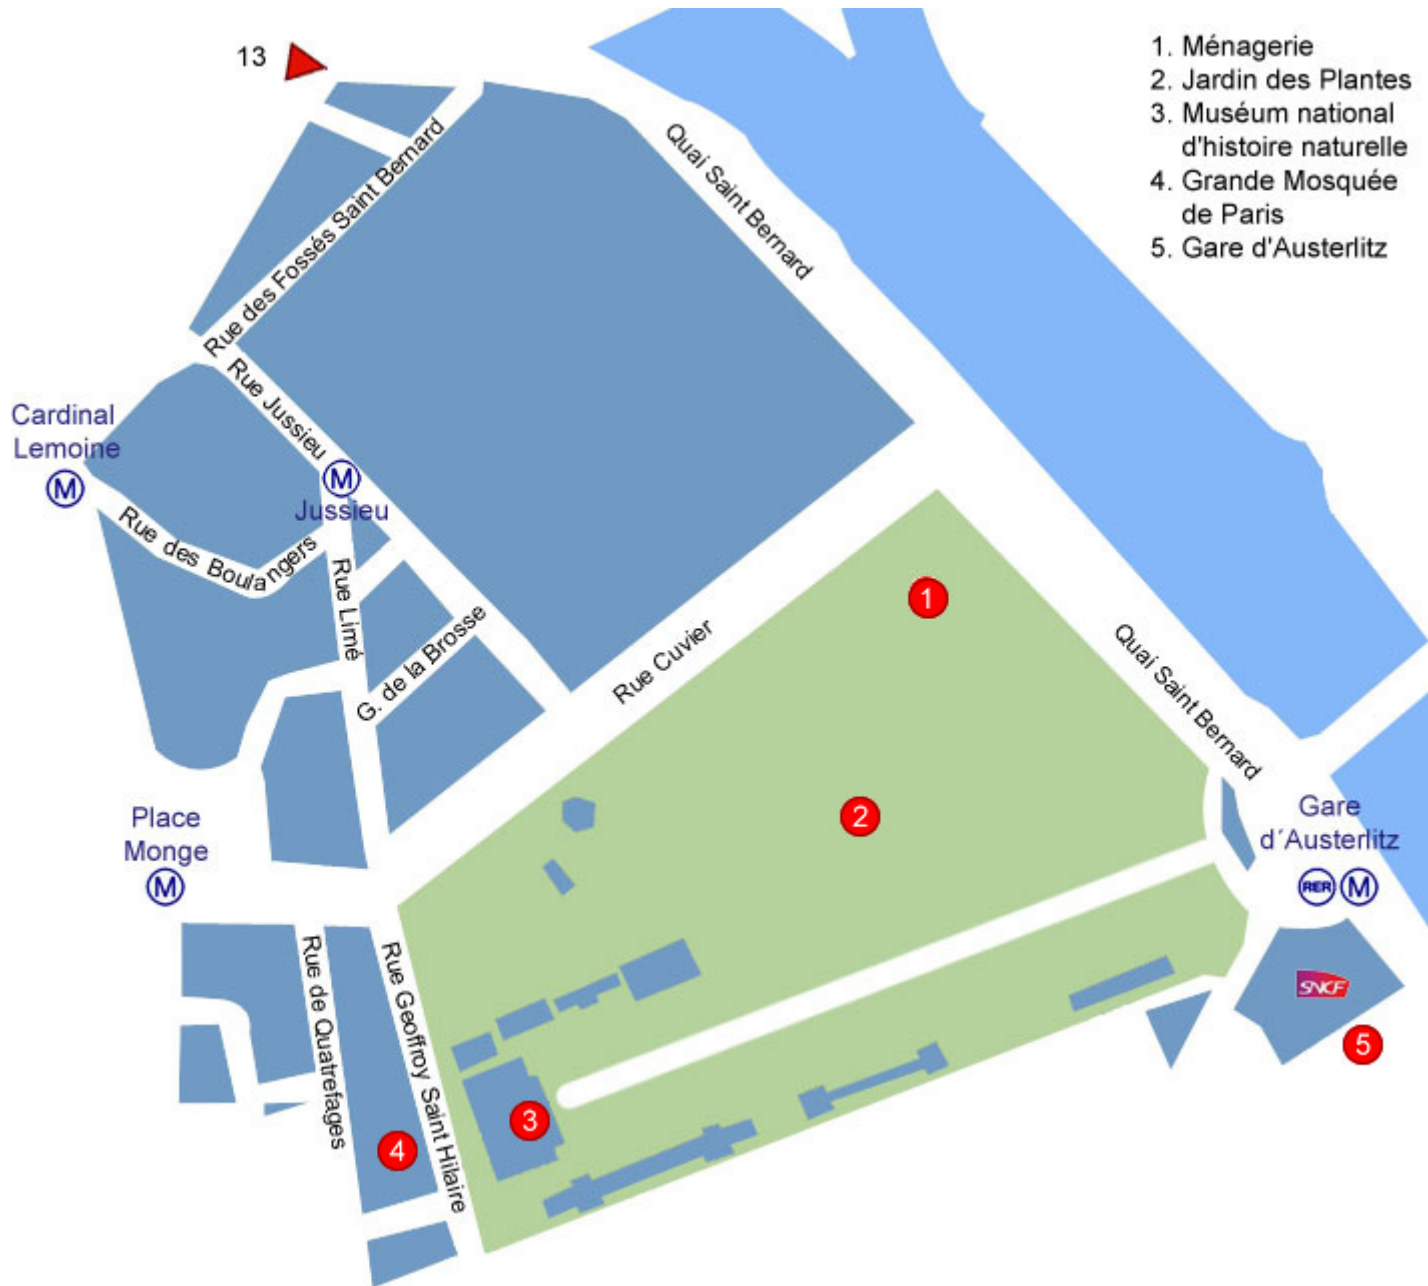 13
1. Ménagerie
2. Jardin des Plantes
3. Muséum national
d'histoire naturelle
4. Grande Mosquée
de Paris
5. Gare d'Austerlitz
Quai Saint Bernard
Rue des Fossés Saint Bernard
Rue Jussieu
Cardinal
Lemoine
M
M
Jussieu
Rue des Boulangers
Rue Limé
G. de la Brosse
Rue Cuvier
1
Quai Saint Bernard
2
Place
Monge
M
Gare
d´Austerlitz
RER M
Rue de Quatrefages
Rue Geoffroy Saint Hilaire
SNCF
5
3
4